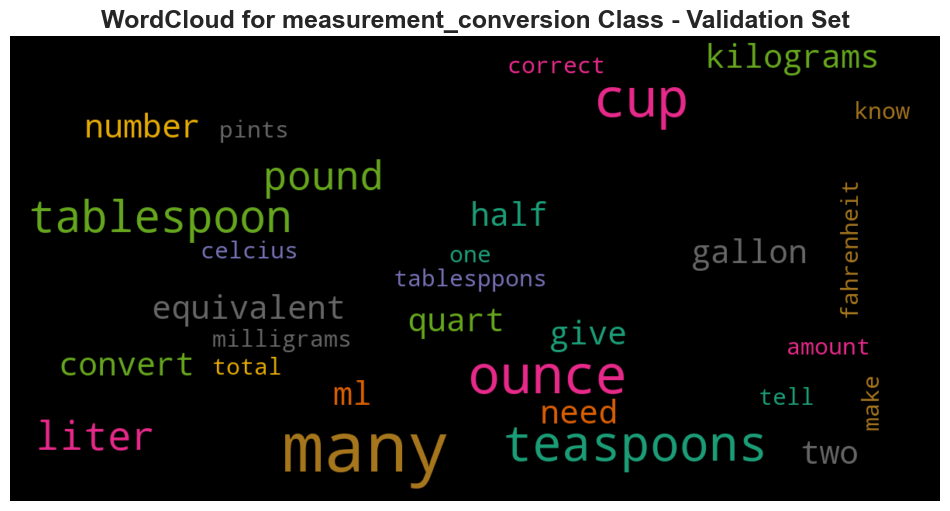 WordCloud for measurement_conversion Class - Validation Set
correct
kilograms
cup
know
number
pints
pound
tablespoon
half
fahrenheit
celcius
one
gallon
tablesppons
equivalent
quart
give
milligrams
convert
total
amount
ounce
ml
need
tell
make
liter
many
teaspoons
two